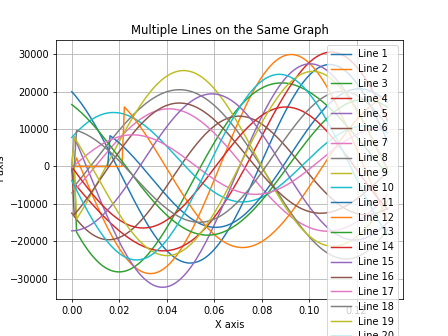 Multiple Lines on the Same Graph
30000
20000
10000
0
−10000
−20000
−30000
0.00
0.02
0.04
0.06
0.08
0.10
X axis
Line 1
Line 2
Line 3
Line 4
Line 5
Line 6
Line 7
Line 8
Line 9
Line 10
Line 11
Line 12
Line 13
Line 14
Line 15
Line 16
Line 17
Line 18
Line 19
Line 20